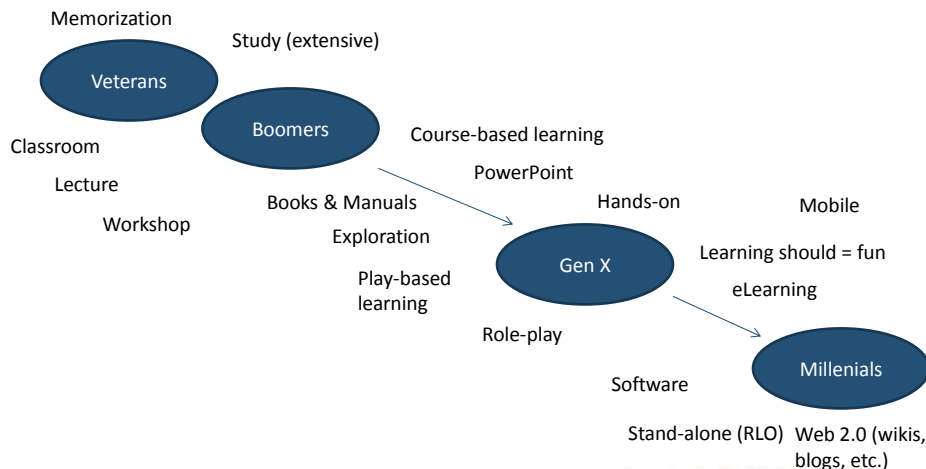 Memorization
Study (extensive)
Veterans
Boomers
Classroom
Course-based learning
Lecture
PowerPoint
Workshop
Books & Manuals
Hands-on
Mobile
Exploration
Gen X
Learning should = fun
Play-based
learning
eLearning
Role-play
Millenials
Software
Stand-alone (RLO)
Web 2.0 (wikis,
blogs, etc.)